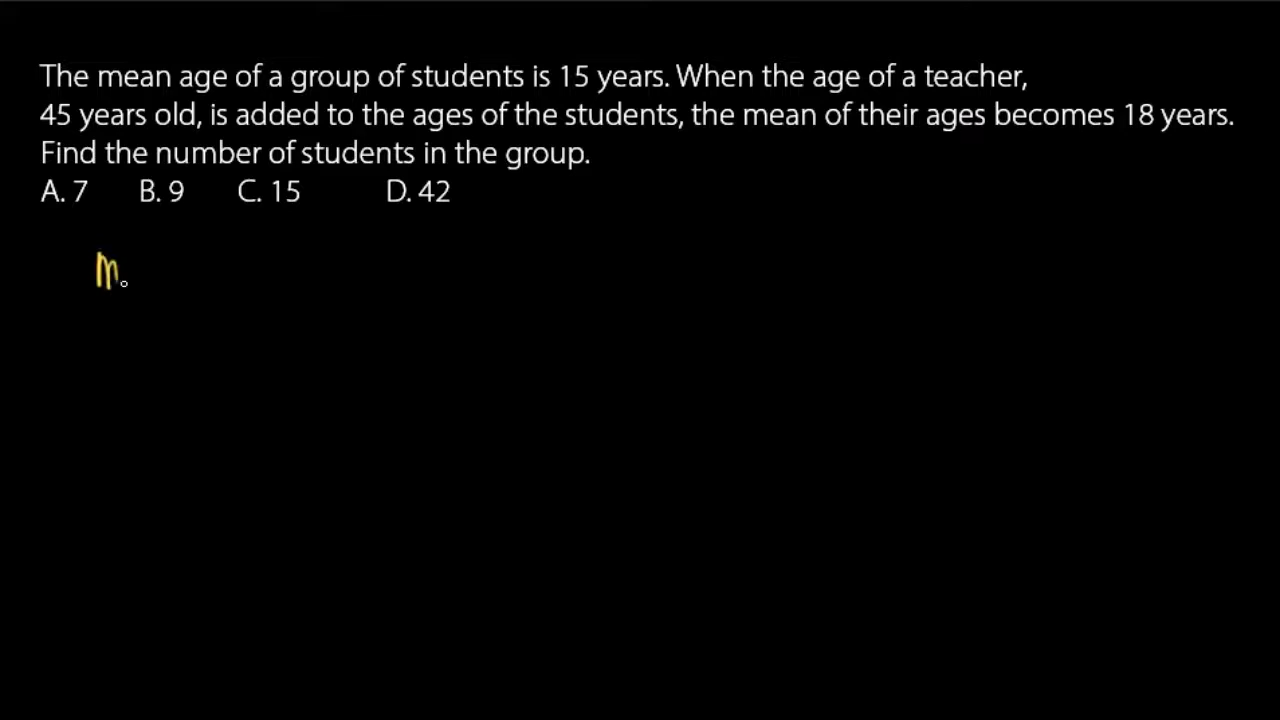 The mean age of a group of students is 15 years. When the age of a teacher,
45 years old, is added to the ages of the students, the mean of their ages becomes 18 years.
Find the number of students in the group.
A. 7 B. 9 C. 15 D. 42
m